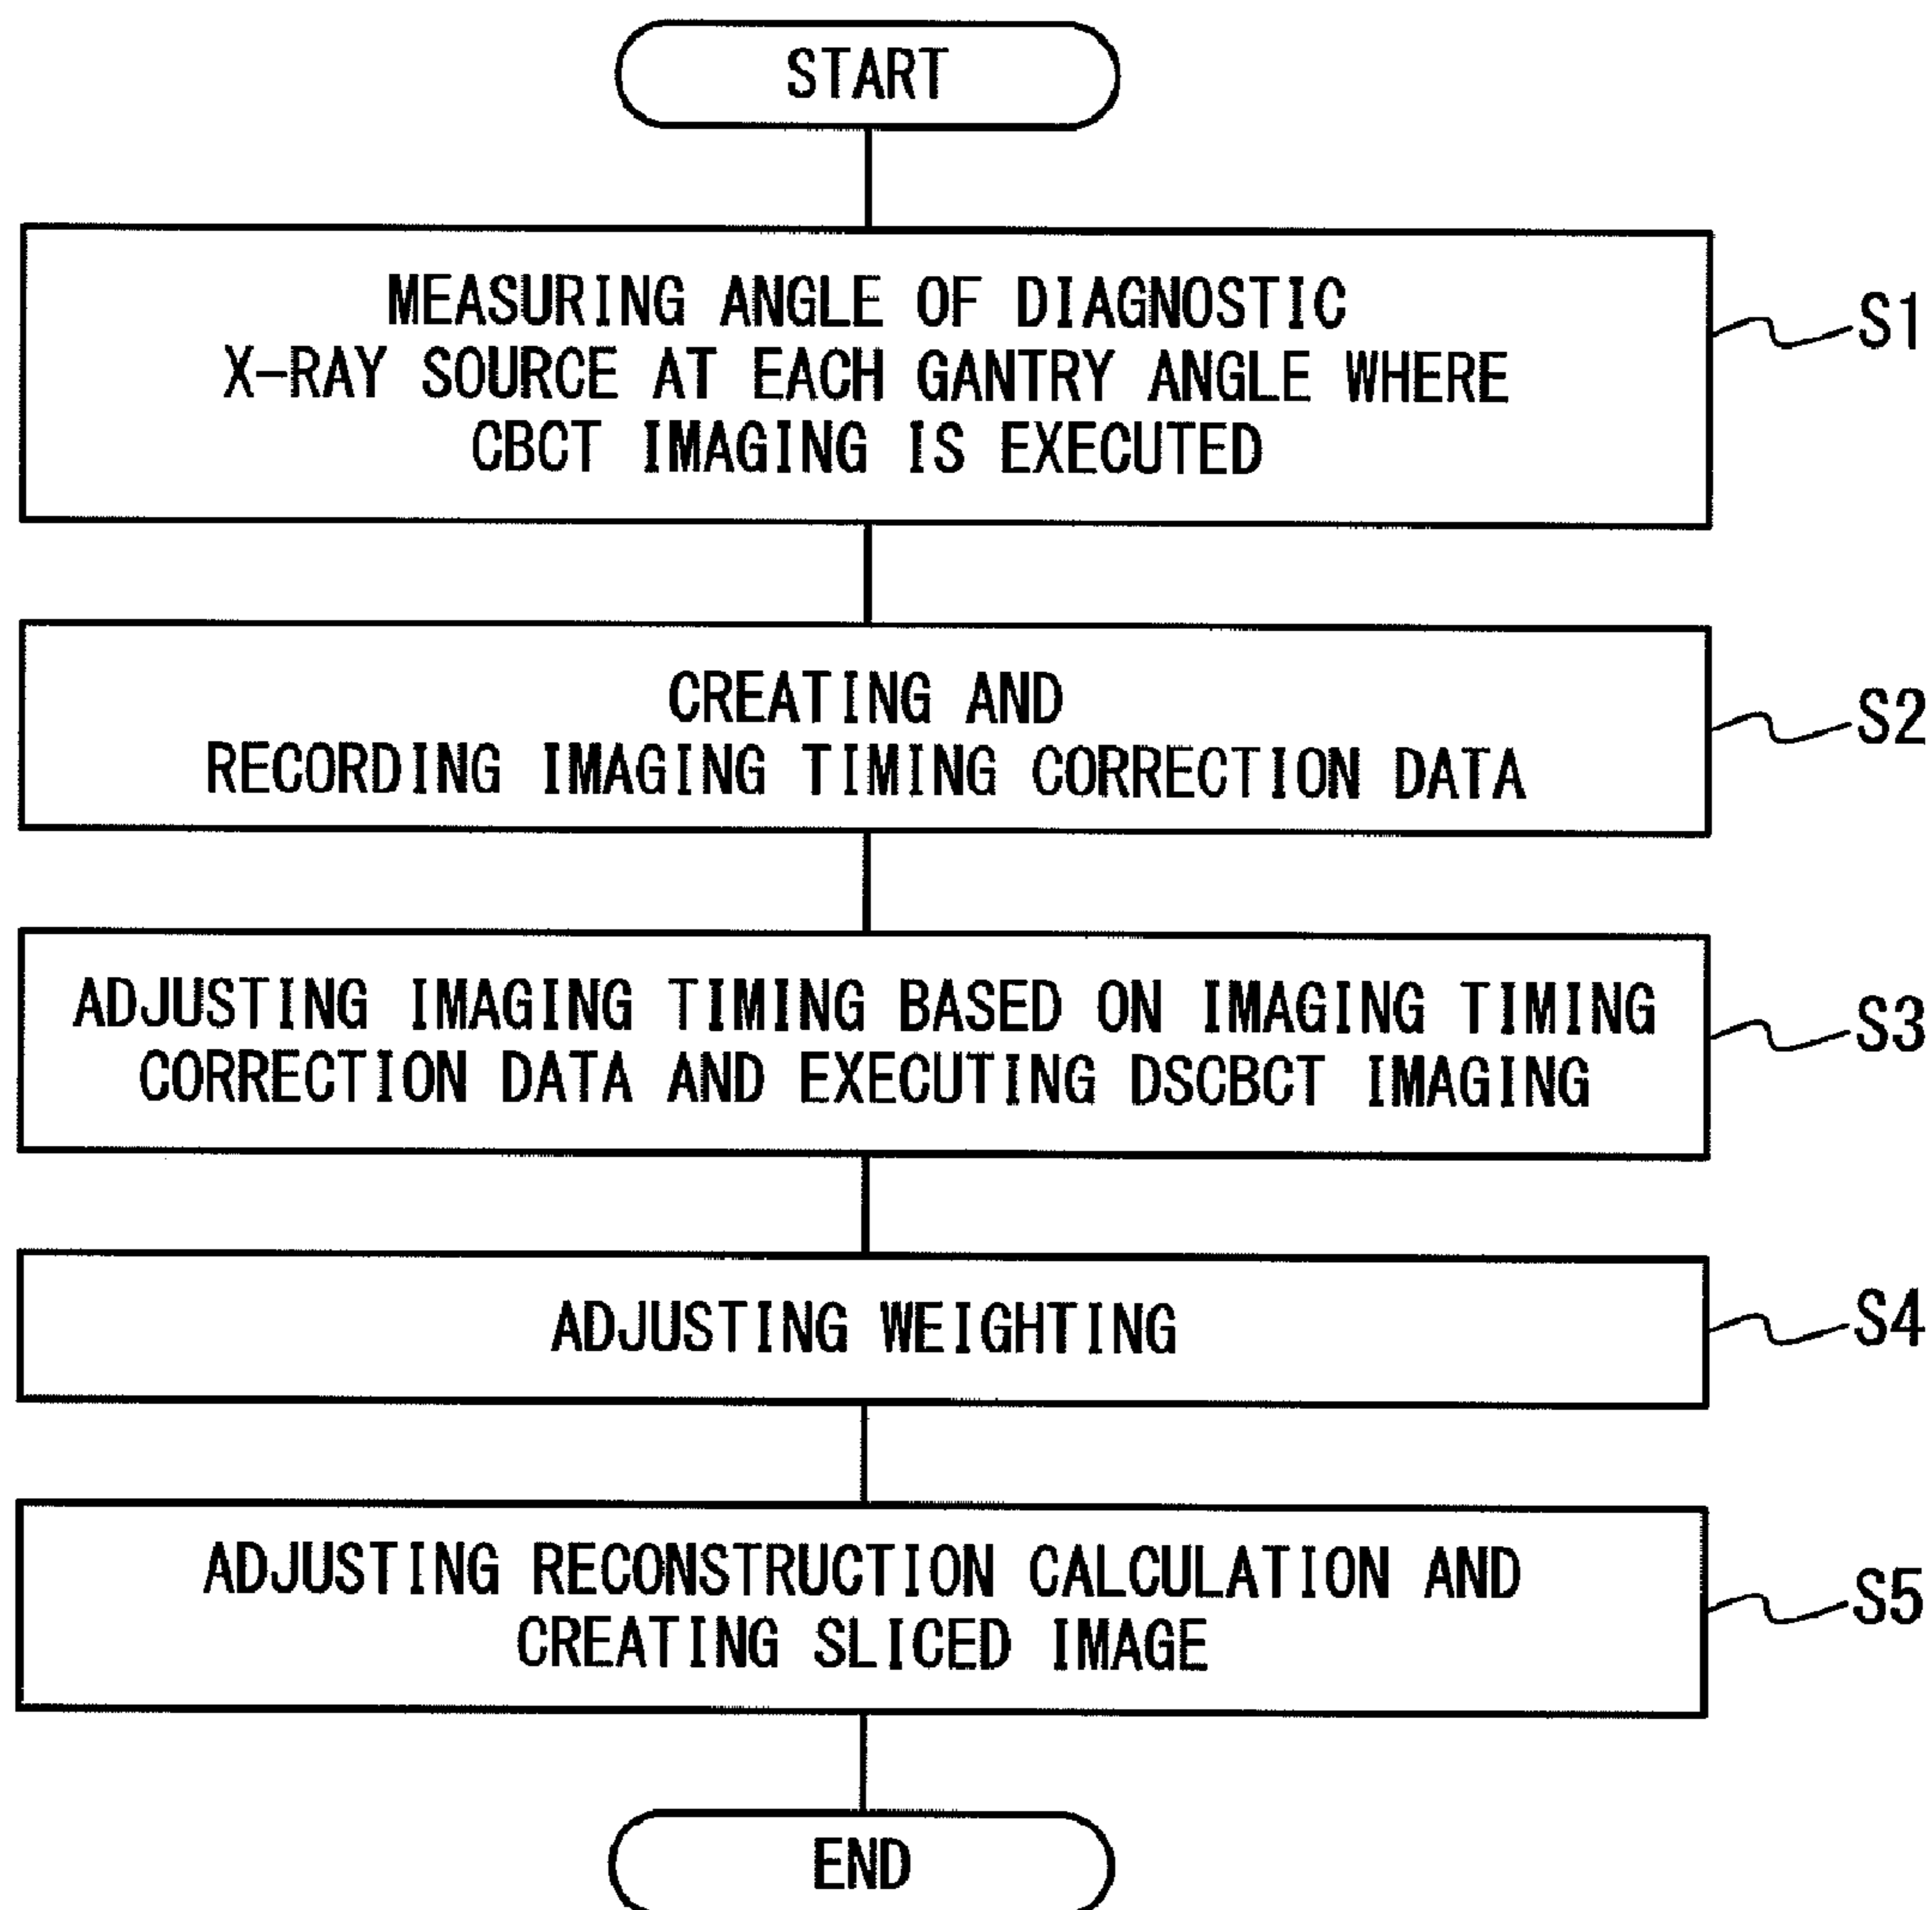 START
MEASURING ANGLE OF DIAGNOSTIC
X-RAY SOURCE AT EACH GANTRY ANGLE WHERE
CBCT IMAGING IS EXECUTED
S1
CREATING AND
RECORDING IMAGING TIMING CORRECTION DATA
S2
ADJUSTING IMAGING TIMING BASED ON IMAGING TIMING
CORRECTION DATA AND EXECUTING DSCBCT IMAGING
S3
ADJUSTING WEIGHTING
S4
ADJUSTING RECONSTRUCTION CALCULATION AND
CREATING SLICED IMAGE
S5
END